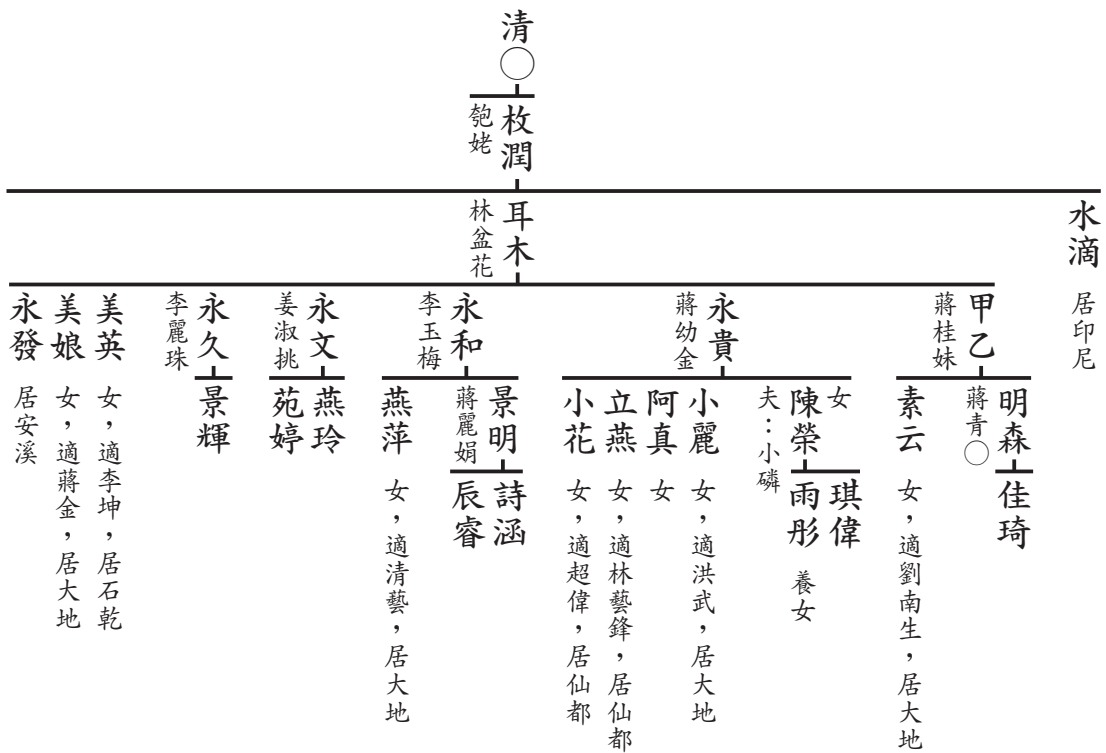 清○
枚潤
匏姥
水滴 居印尼
耳木
林盆花
甲乙
蔣桂妹
永貴
蔣幼金
永和
李玉梅
永文
姜淑挑
永久
李麗珠
美英 女，適李坤，居石乾
美娘 女，適蔣金，居大地
永發 居安溪
明森
蔣青○
素云 女，適劉南生，居大地
女
陳榮
夫：小磷
小麗 女，適洪武，居大地
阿真 女
立燕 女，適林藝鋒，居仙都
小花 女，適超偉，居仙都
景明
蔣麗娟
燕萍 女，適清藝，居大地
燕玲
苑婷
景輝
佳琦
琪偉
雨彤 養女
詩涵
辰睿